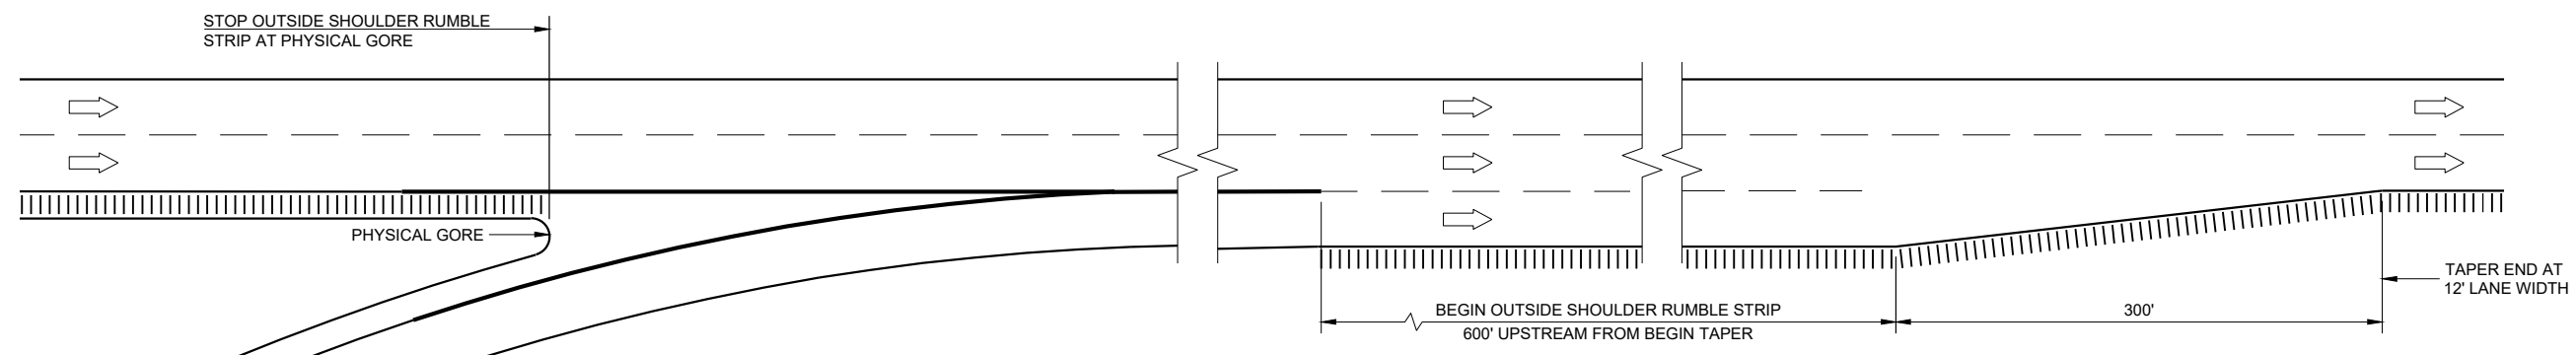 STOP OUTSIDE SHOULDER RUMBLE
STRIP AT PHYSICAL GORE
PHYSICAL GORE
BEGIN OUTSIDE SHOULDER RUMBLE STRIP
600' UPSTREAM FROM BEGIN TAPER
300'
TAPER END AT
12' LANE WIDTH